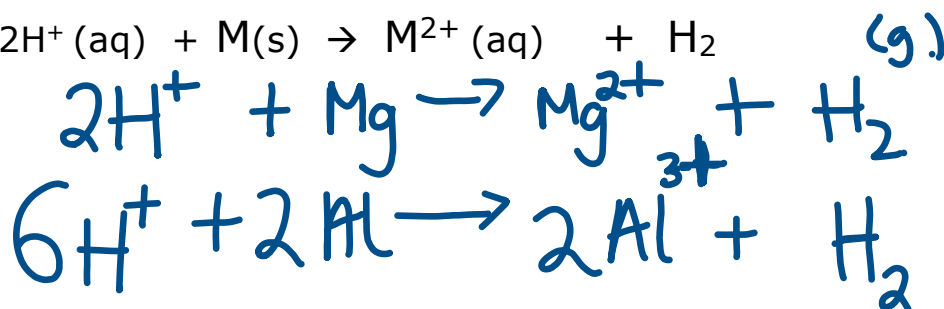 2H⁺ (aq) + M(s) → M²⁺ (aq) + H₂ (g)
2H⁺ + Mg → Mg²⁺ + H₂
6H⁺ + 2Al → 2Al³⁺ + H₂